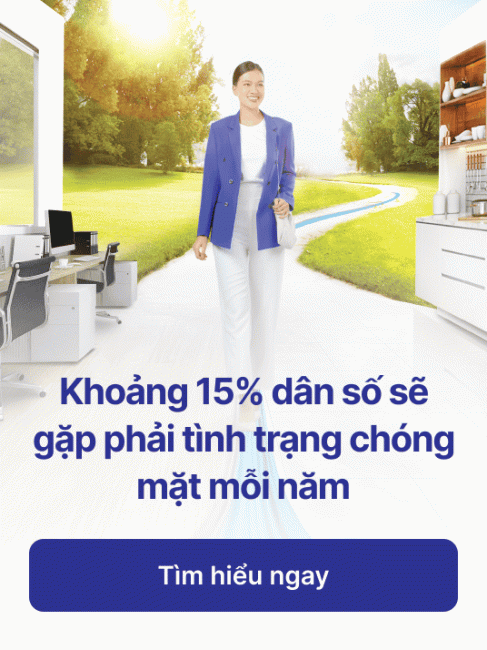 Khoảng 15% dân số sẽ
gặp phải tình trạng chóng
mặt mỗi năm
Tìm hiểu ngay